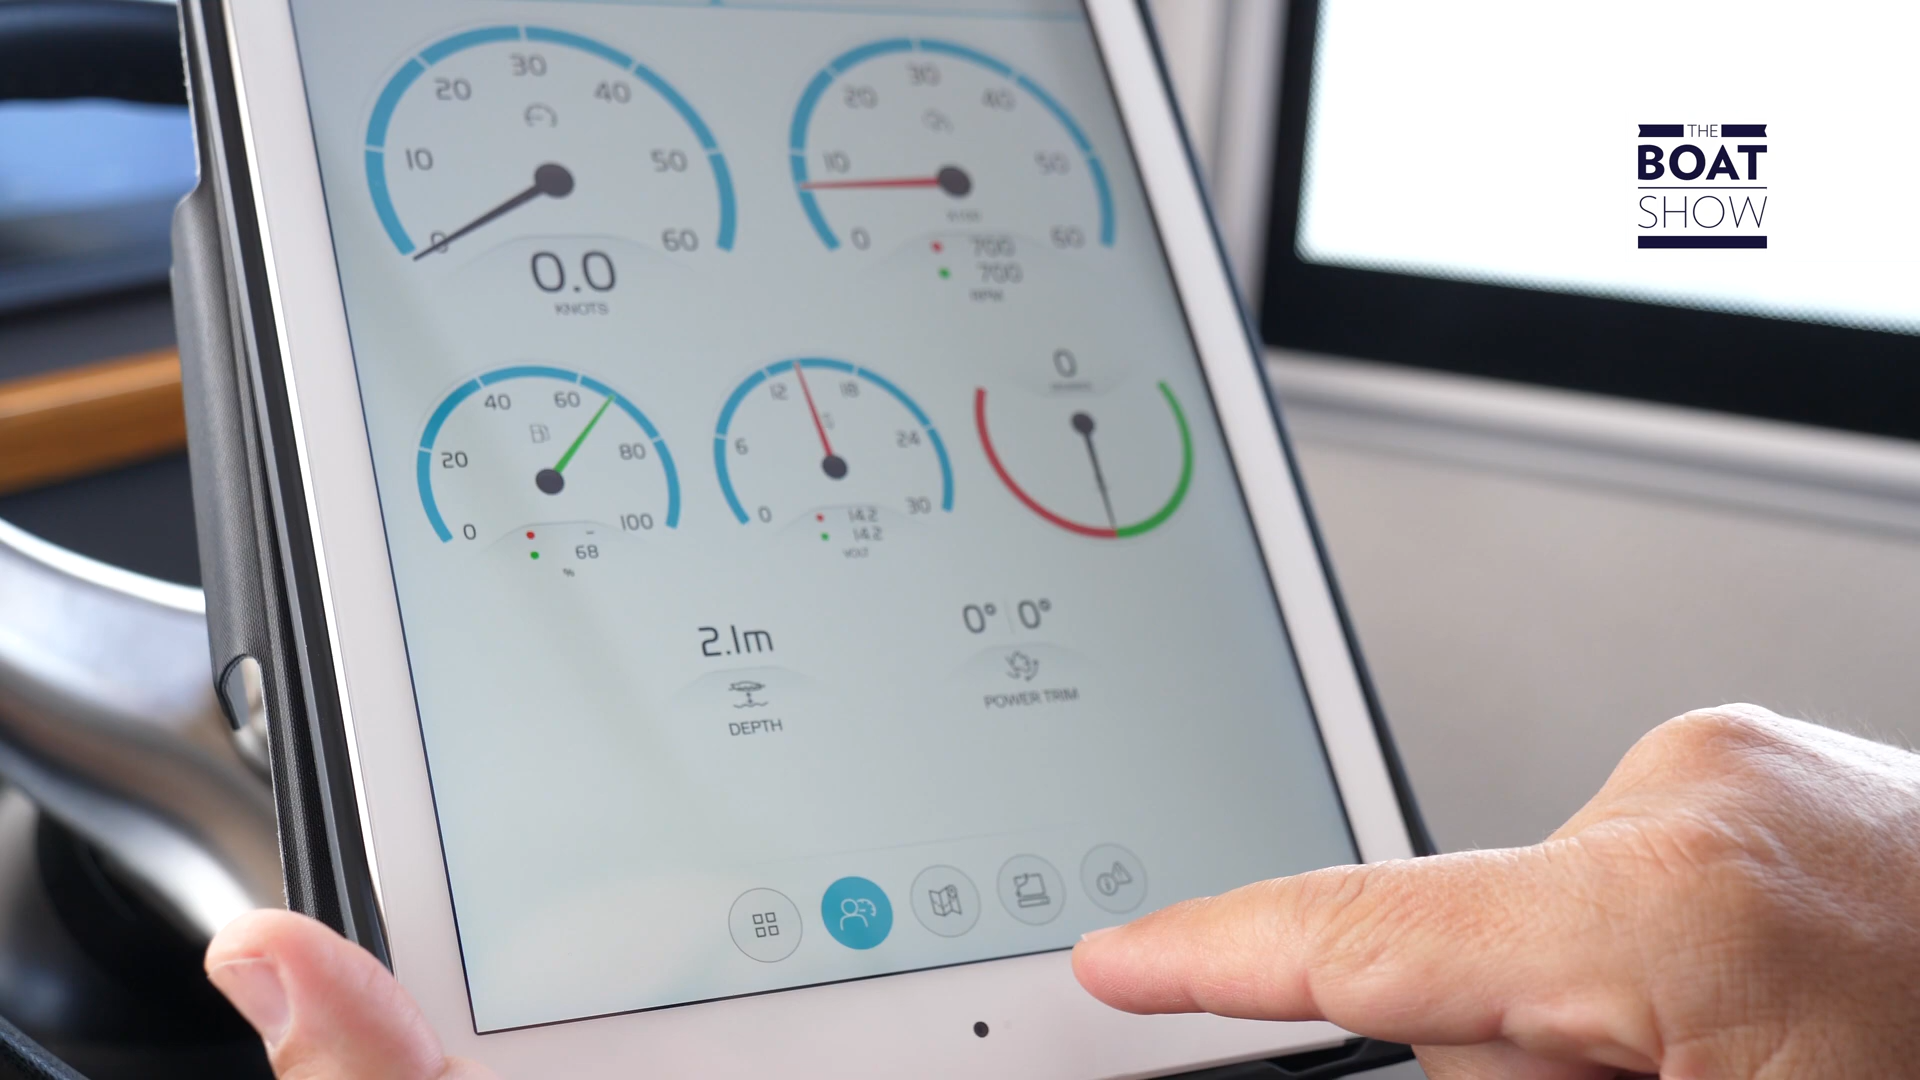 THE
BOAT
SHOW
0 10 20 30 40 50 60
0.0
KNOTS
0 10 20 30 40 50 60
700
700
RPM
0 20 40 60 80 100
-
68
%
0 6 12 18 24 30
14.2
14.2
VOLT
0
2.1m
DEPTH
0° 0°
POWER TRIM